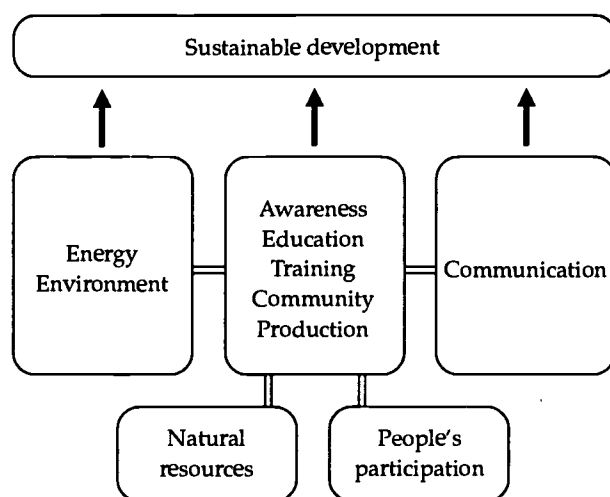 Sustainable development
Energy
Environment
Awareness
Education
Training
Community
Production
Communication
Natural
resources
People's
participation